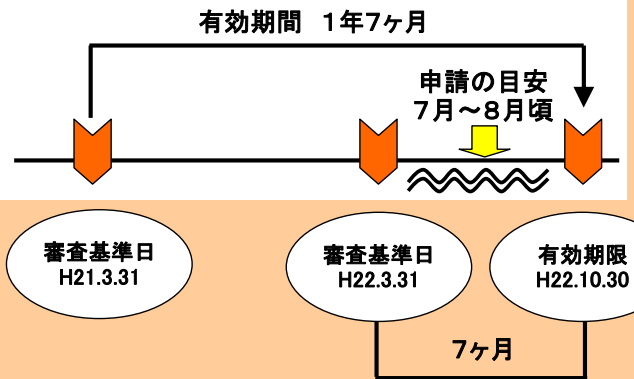 有効期間 1年7ヶ月
申請の目安
7月～8月頃
審査基準日
H21.3.31
審査基準日
H22.3.31
有効期限
H22.10.30
7ヶ月